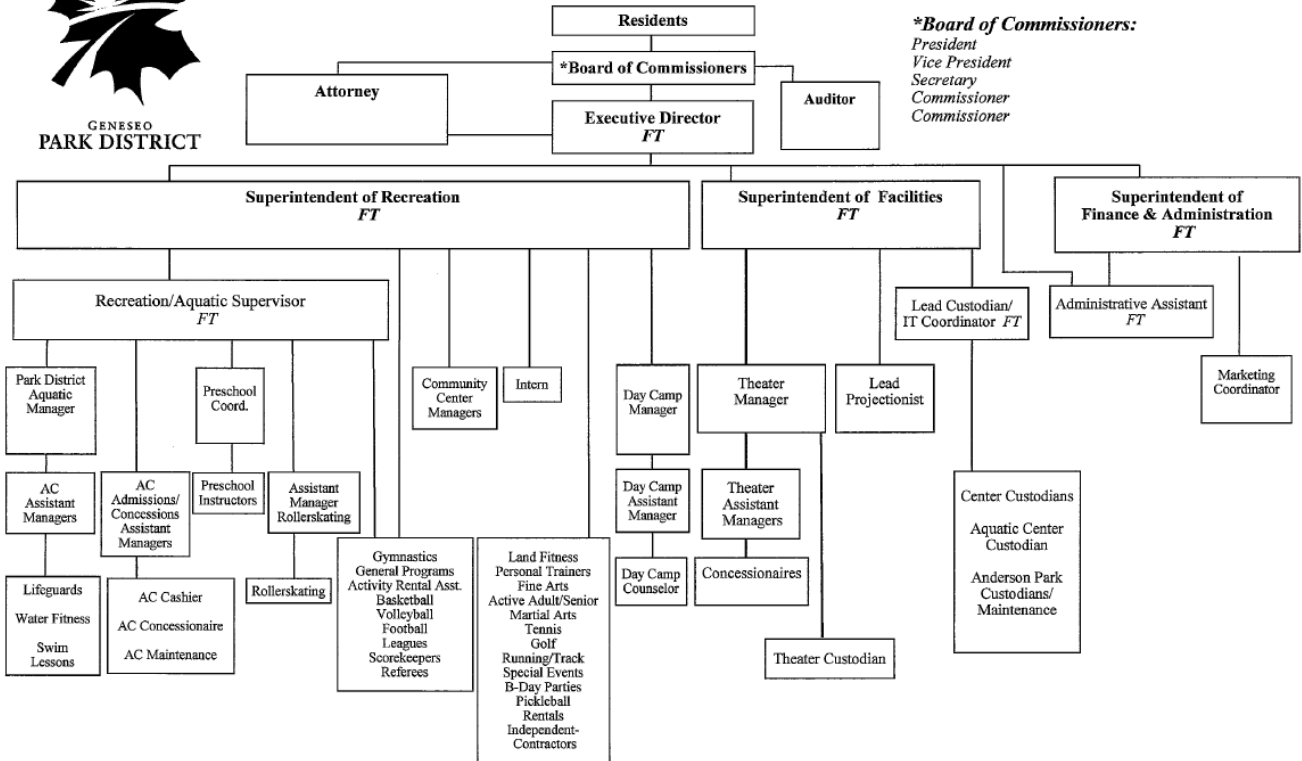 GENESEO
PARK DISTRICT
Residents
*Board of Commissioners
Attorney
Auditor
Executive Director
FT
*Board of Commissioners:
President
Vice President
Secretary
Commissioner
Commissioner
Superintendent of Recreation
FT
Superintendent of Facilities
FT
Superintendent of
Finance & Administration
FT
Recreation/Aquatic Supervisor
FT
Lead Custodian/
IT Coordinator FT
Administrative Assistant
FT
Park District
Aquatic
Manager
Preschool
Coord.
Community
Center
Managers
Intern
Day Camp
Manager
Theater
Manager
Lead
Projectionist
Marketing
Coordinator
AC
Assistant
Managers
AC
Admissions/
Concessions
Assistant
Managers
Preschool
Instructors
Assistant
Manager
Rollerskating
Day Camp
Assistant
Manager
Theater
Assistant
Managers
Center Custodians
Aquatic Center
Custodian
Anderson Park
Custodians/
Maintenance
Lifeguards
Water Fitness
Swim
Lessons
AC Cashier
AC Concessionaire
AC Maintenance
Rollerskating
Gymnastics
General Programs
Activity Rental Asst.
Basketball
Volleyball
Football
Leagues
Scorekeepers
Referees
Land Fitness
Personal Trainers
Fine Arts
Active Adult/Senior
Martial Arts
Tennis
Golf
Running/Track
Special Events
B-Day Parties
Pickleball
Rentals
Independent-
Contractors
Day Camp
Counselor
Concessionaires
Theater Custodian